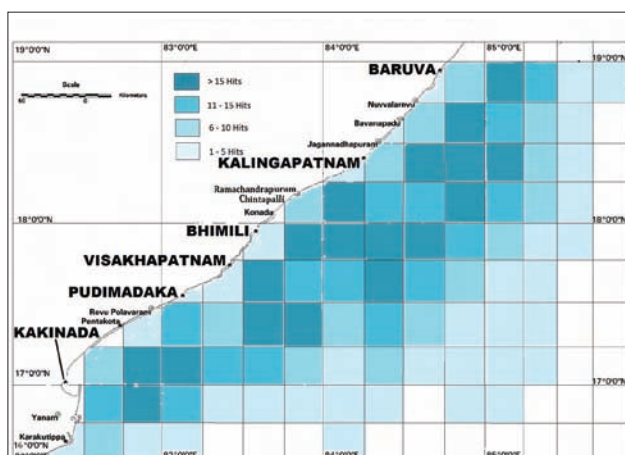 83°0'0"E
84°0'0"E
85°0'0"E
19°0'0"N
19°0'0"N
BARUVA
Scale
Kilometers
> 15 Hits
11 - 15 Hits
6 - 10 Hits
1 - 5 Hits
Nuvvalarevu
Bavanapadu
Jagannadhapuram
KALINGAPATNAM
Ramachandrapuram
Chintapalli
Konada
18°0'0"N
18°0'0"N
BHIMILI
VISAKHAPATNAM
PUDIMADAKA
Revu Polavaram
Pentakota
KAKINADA
17°0'0"N
17°0'0"N
Yanam
Karakutippa